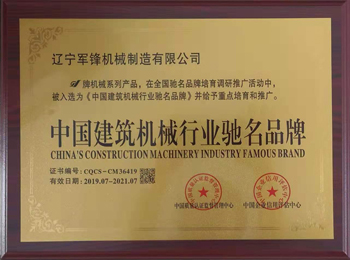 辽宁军锋机械制造有限公司
牌机械系列产品，在全国驰名品牌培育调研推广活动中，
被入选为《中国建筑机械行业驰名品牌》并给予重点培育和推广。
中国建筑机械行业驰名品牌
CHINA'S CONSTRUCTION MACHINERY INDUSTRY FAMOUS BRAND
证书编号：CQCS-CM36419
有效日期：2019.07-2021.07